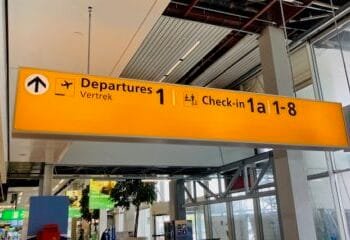 Departures 1 Check-in 1a 1-8
Vertrek